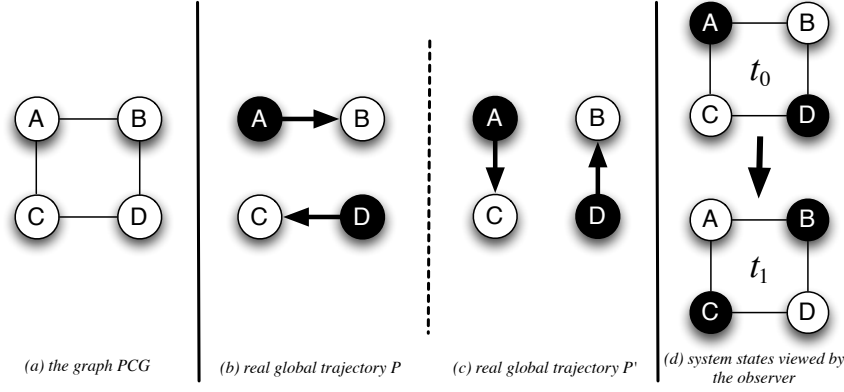 A B
C D
(a) the graph PCG
A B
C D
(b) real global trajectory P
A B
C D
(c) real global trajectory P'
A B
t0
C D
A B
t1
C D
(d) system states viewed by
the observer